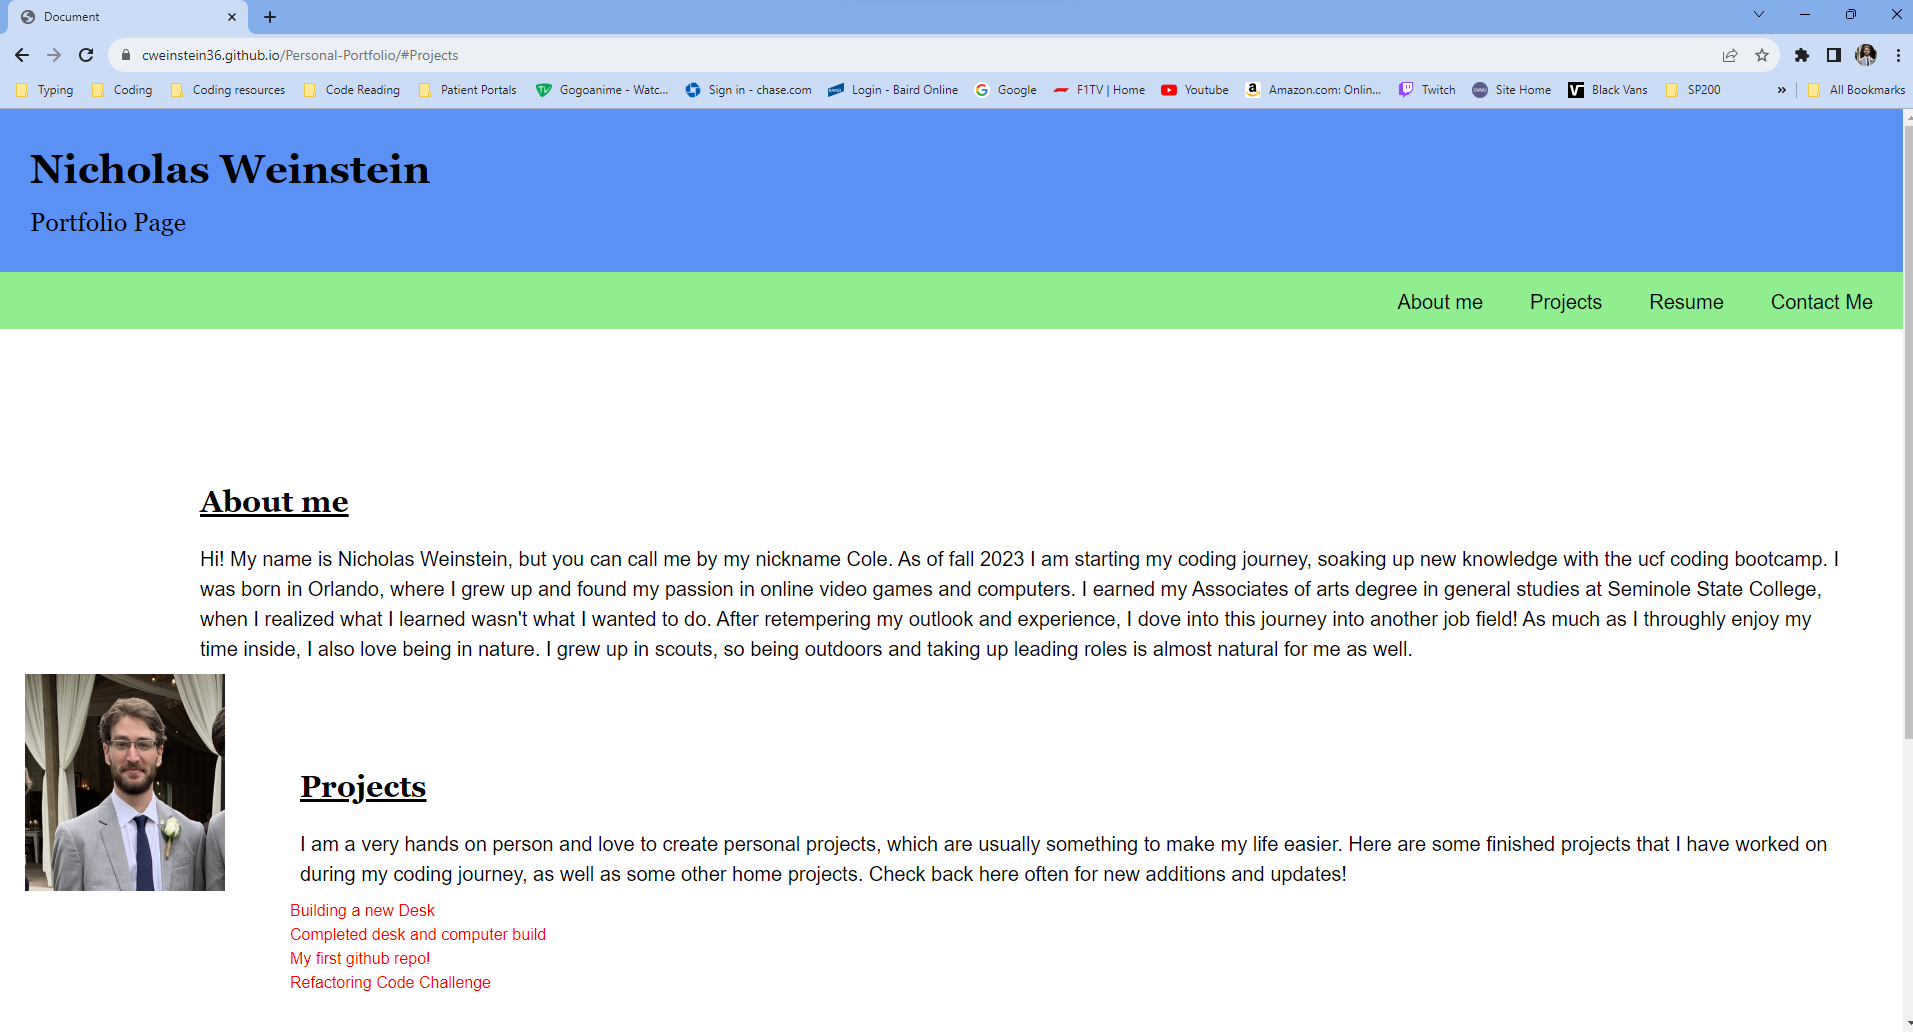 Document
cweinstein36.github.io/Personal-Portfolio/#Projects
Typing Coding Coding resources Code Reading Patient Portals Gogoanime - Watc... Sign in - chase.com Login - Baird Online Google F1TV | Home Youtube Amazon.com: Onlin... Twitch Site Home Black Vans SP200 » All Bookmarks
Nicholas Weinstein
Portfolio Page
About me Projects Resume Contact Me
About me
Hi! My name is Nicholas Weinstein, but you can call me by my nickname Cole. As of fall 2023 I am starting my coding journey, soaking up new knowledge with the ucf coding bootcamp. I
was born in Orlando, where I grew up and found my passion in online video games and computers. I earned my Associates of arts degree in general studies at Seminole State College,
when I realized what I learned wasn't what I wanted to do. After retempering my outlook and experience, I dove into this journey into another job field! As much as I throughly enjoy my
time inside, I also love being in nature. I grew up in scouts, so being outdoors and taking up leading roles is almost natural for me as well.
Projects
I am a very hands on person and love to create personal projects, which are usually something to make my life easier. Here are some finished projects that I have worked on
during my coding journey, as well as some other home projects. Check back here often for new additions and updates!
Building a new Desk
Completed desk and computer build
My first github repo!
Refactoring Code Challenge